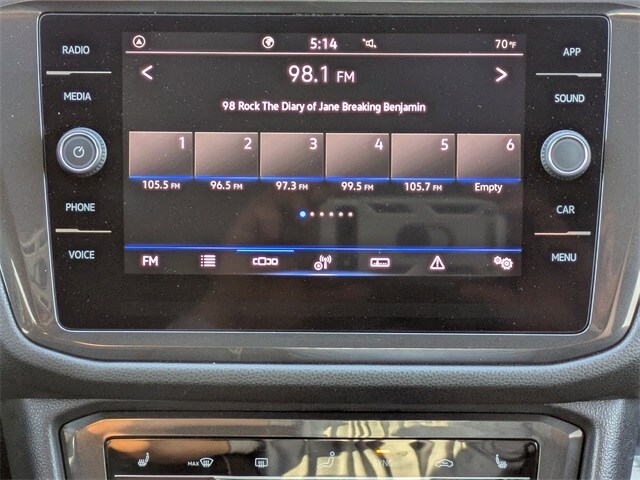 RADIO
MEDIA
PHONE
VOICE
5:14 70°F
98.1 FM
98 Rock The Diary of Jane Breaking Benjamin
1 2 3 4 5 6
105.5 FM 96.5 FM 97.3 FM 99.5 FM 105.7 FM Empty
FM
APP
SOUND
CAR
MENU
MAX